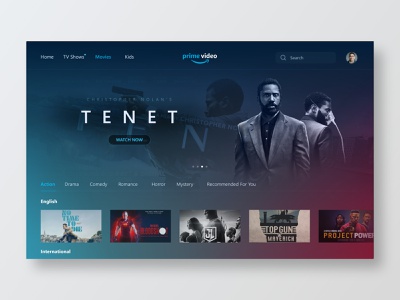 Home TV Shows Movies Kids prime video Search
CHRISTOPHER NOLAN'S
TENET
WATCH NOW
Action Drama Comedy Romance Horror Mystery Recommended For You
English
TOP GUN
MAVERICK
PROJECT POWER
International